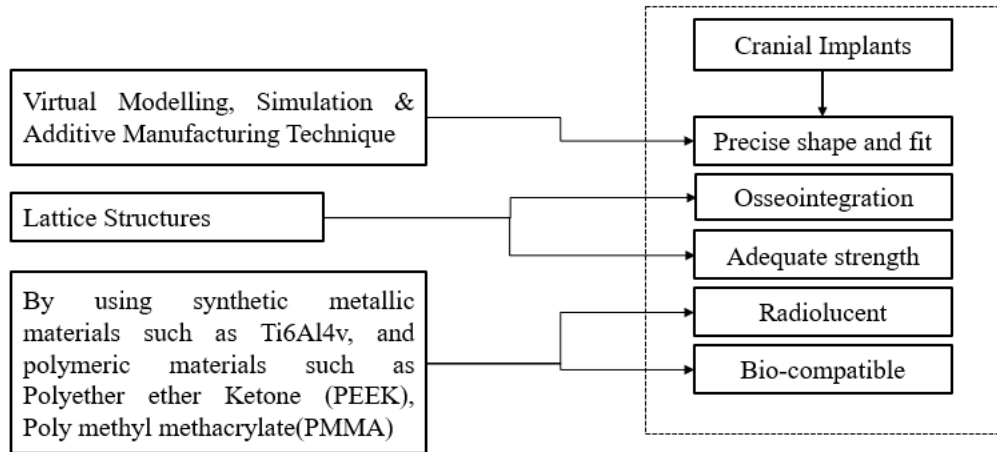 Cranial Implants
Virtual Modelling, Simulation &
Additive Manufacturing Technique
Precise shape and fit
Lattice Structures
Osseointegration
Adequate strength
By using synthetic metallic
materials such as Ti6Al4v, and
polymeric materials such as
Polyether ether Ketone (PEEK),
Poly methyl methacrylate(PMMA)
Radiolucent
Bio-compatible